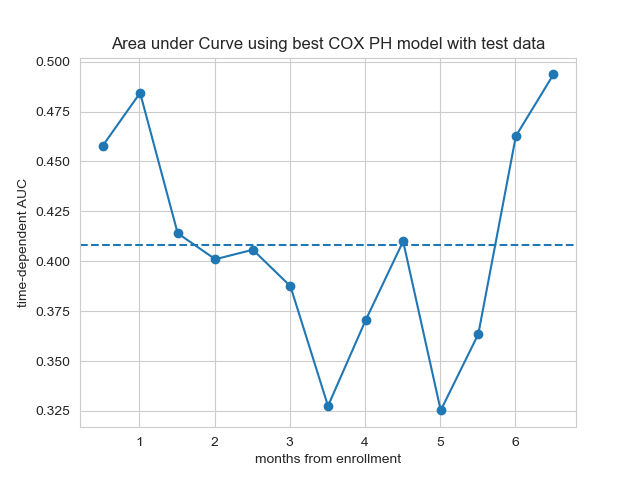 Area under Curve using best COX PH model with test data
time-dependent AUC
0.500
0.475
0.450
0.425
0.400
0.375
0.350
0.325
1 2 3 4 5 6
months from enrollment